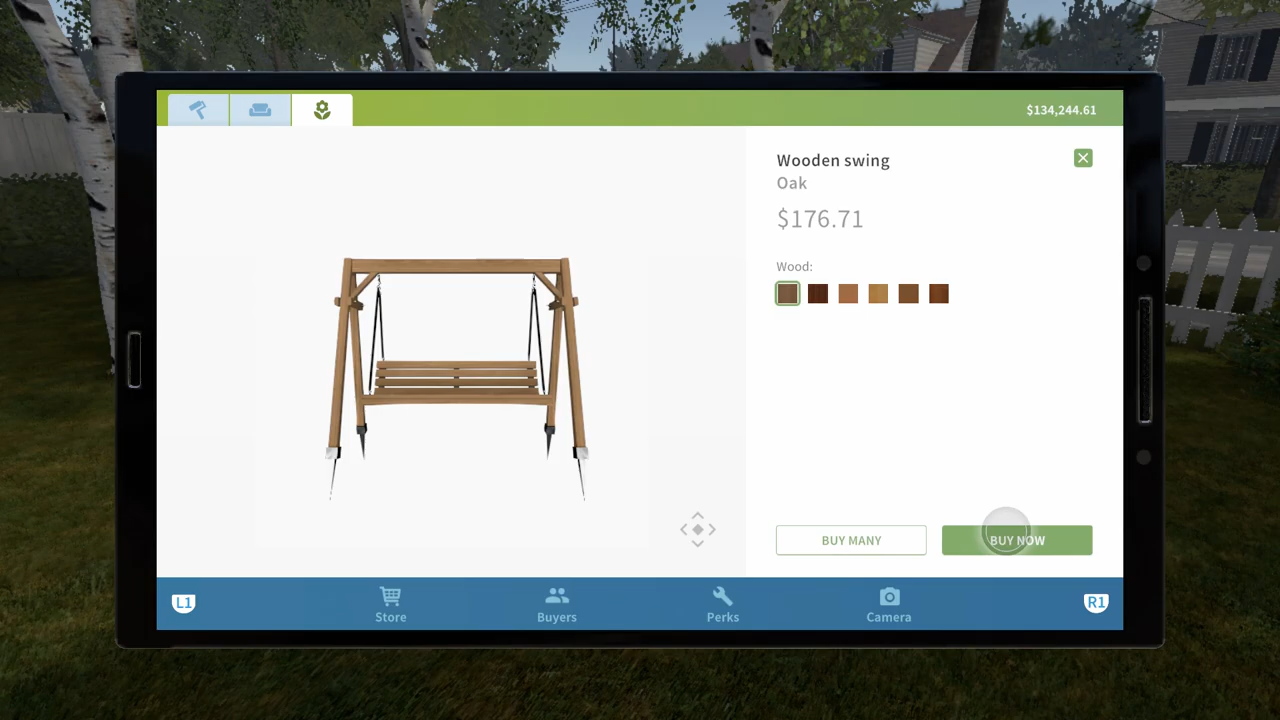 $134,244.61
Wooden swing
Oak
$176.71
Wood:
BUY MANY
BUY NOW
L1
Store
Buyers
Perks
Camera
R1